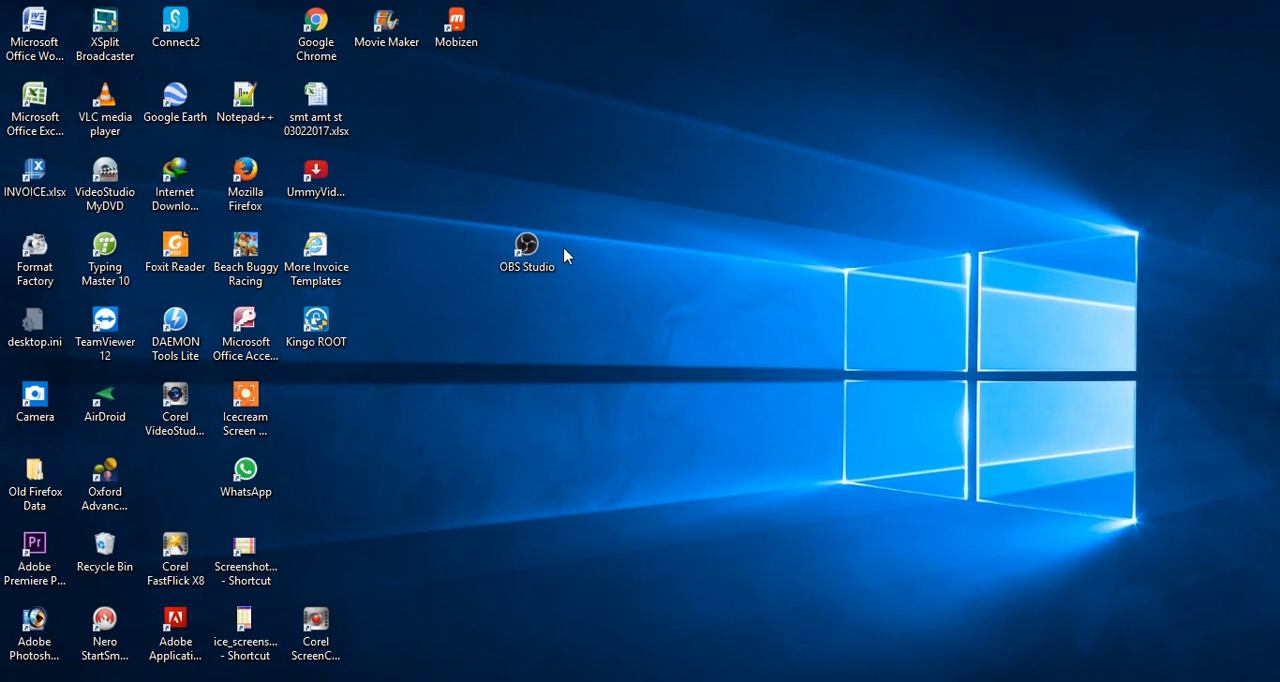 Microsoft
Office Wo...
XSplit
Broadcaster
Connect2
Google
Chrome
Movie Maker
Mobizen
Microsoft
Office Exc...
VLC media
player
Google Earth
Notepad++
smt amt st
03022017.xlsx
INVOICE.xlsx
VideoStudio
MyDVD
Internet
Downlo...
Mozilla
Firefox
UmmyVid...
Format
Factory
Typing
Master 10
Foxit Reader
Beach Buggy
Racing
More Invoice
Templates
OBS Studio
desktop.ini
TeamViewer
12
DAEMON
Tools Lite
Microsoft
Office Acce...
Kingo ROOT
Camera
AirDroid
Corel
VideoStud...
Icecream
Screen ...
Old Firefox
Data
Oxford
Advanc...
WhatsApp
Pr
Adobe
Premiere P...
Recycle Bin
Corel
FastFlick X8
Screenshot...
- Shortcut
Adobe
Photosh...
Nero
StartSm...
Adobe
Applicati...
ice_screens...
- Shortcut
Corel
ScreenC...